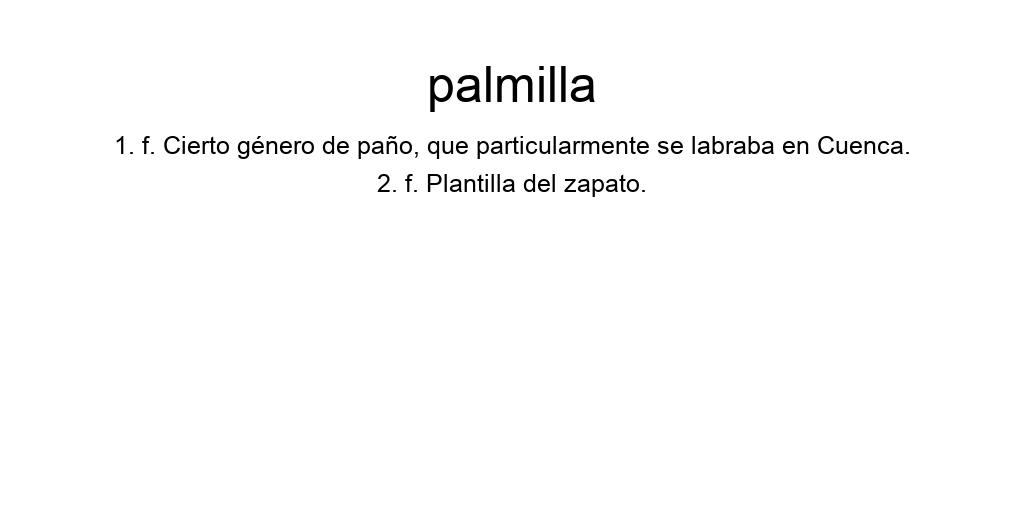 palmilla
1. f. Cierto género de paño, que particularmente se labraba en Cuenca.
2. f. Plantilla del zapato.